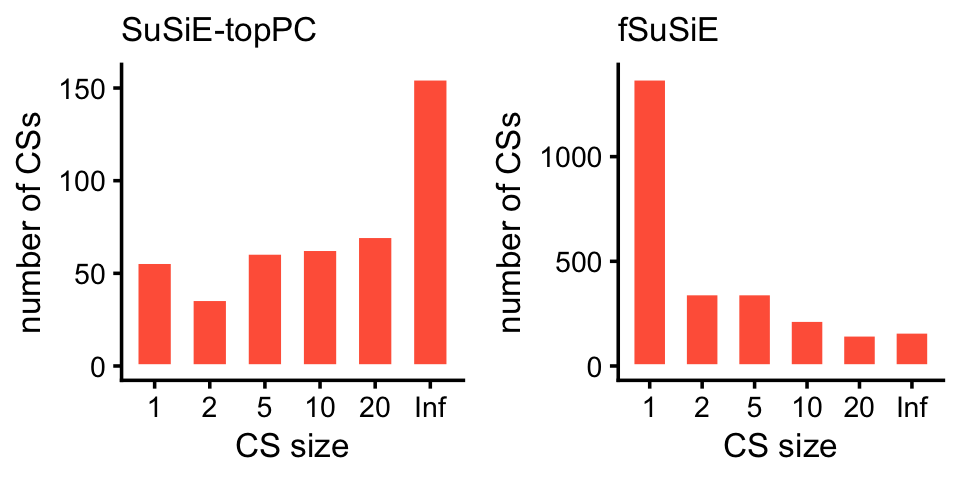 SuSiE-topPC
number of CSs
150
100
50
0
1 2 5 10 20 Inf
CS size
fSuSiE
number of CSs
1000
500
0
1 2 5 10 20 Inf
CS size